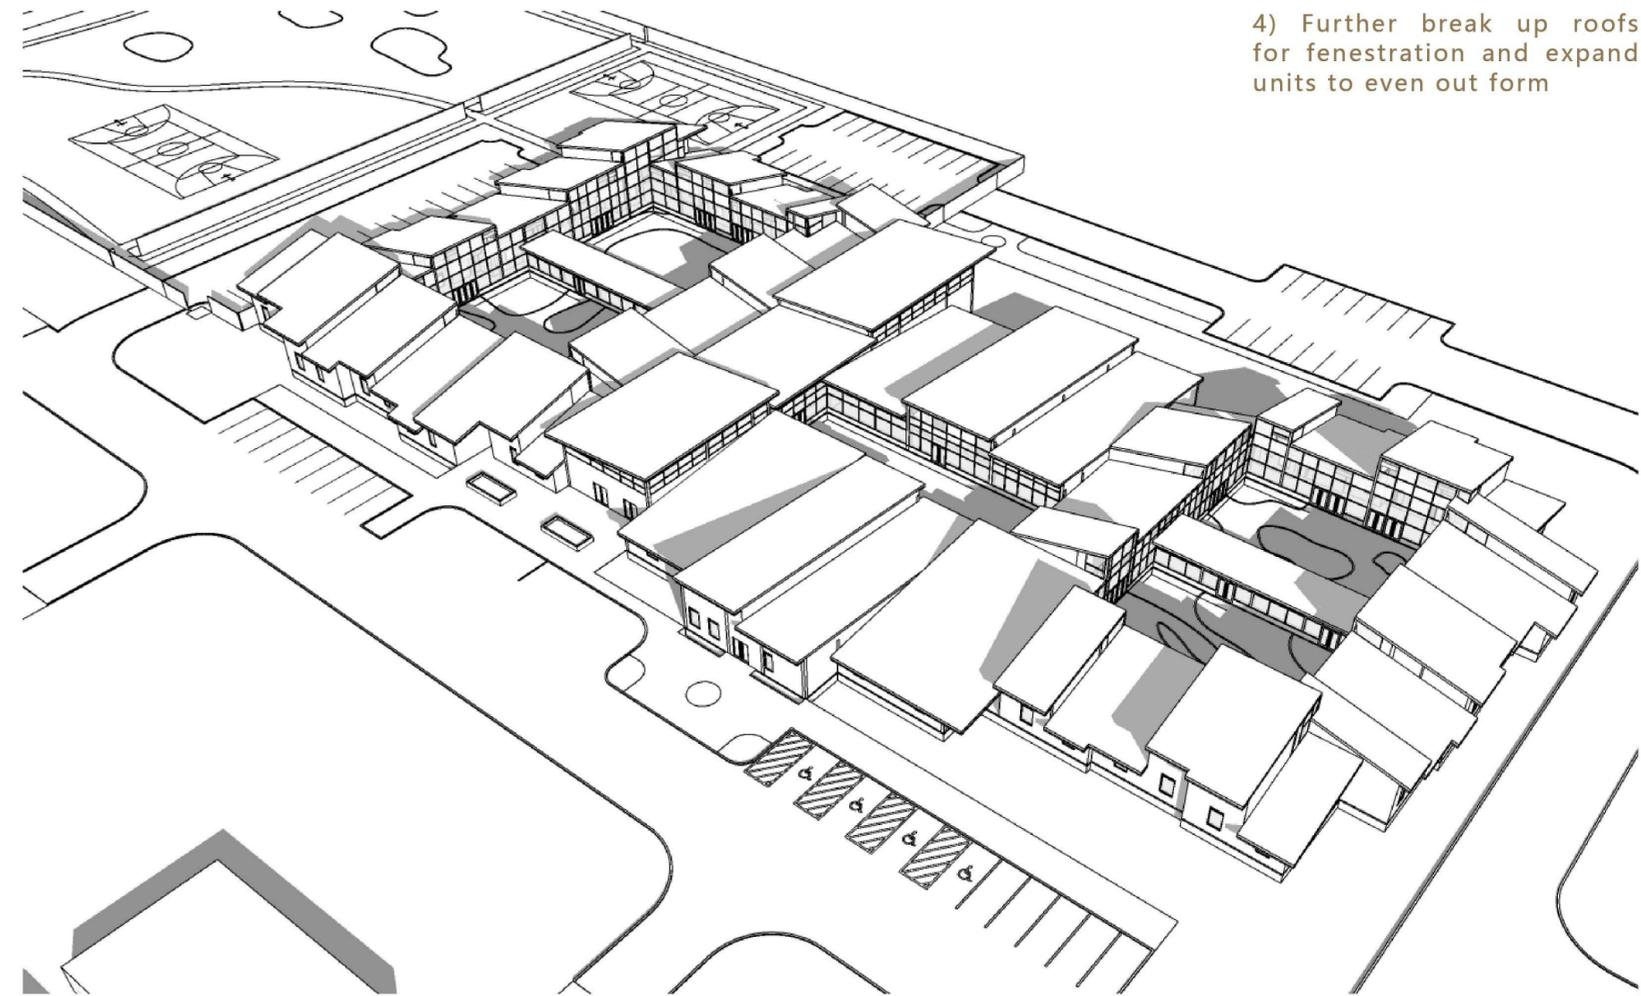 4) Further break up roofs
for fenestration and expand
units to even out form